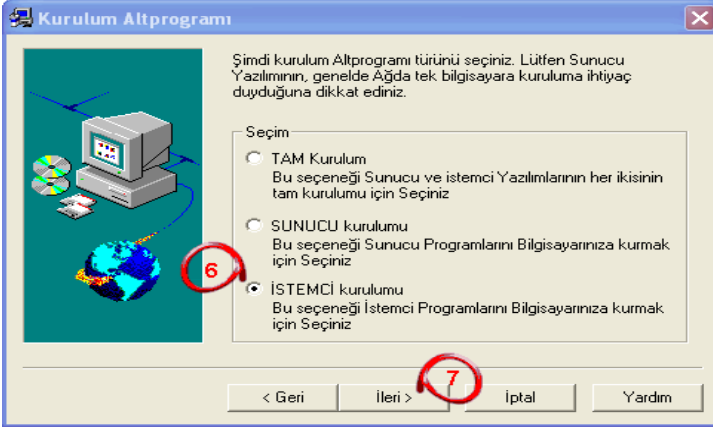 Kurulum Altprogramı
Şimdi kurulum Altprogramı türünü seçiniz. Lütfen Sunucu
Yazılımının, genelde Ağda tek bilgisayara kuruluma ihtiyaç
duyduğuna dikkat ediniz.
Seçim
TAM Kurulum
Bu seçeneği Sunucu ve istemci Yazılımlarının her ikisinin
tam kurulumu için Seçiniz
SUNUCU kurulumu
Bu seçeneği Sunucu Programlarını Bilgisayarınıza kurmak
için Seçiniz
6
İSTEMCİ kurulumu
Bu seçeneği İstemci Programlarını Bilgisayarınıza kurmak
için Seçiniz
7
< Geri
İleri >
İptal
Yardım